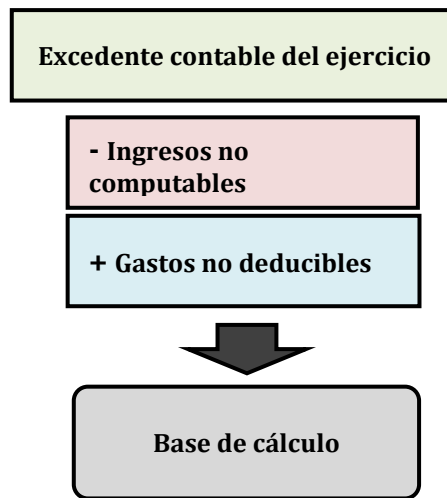 Excedente contable del ejercicio
- Ingresos no
computables
+ Gastos no deducibles
Base de cálculo